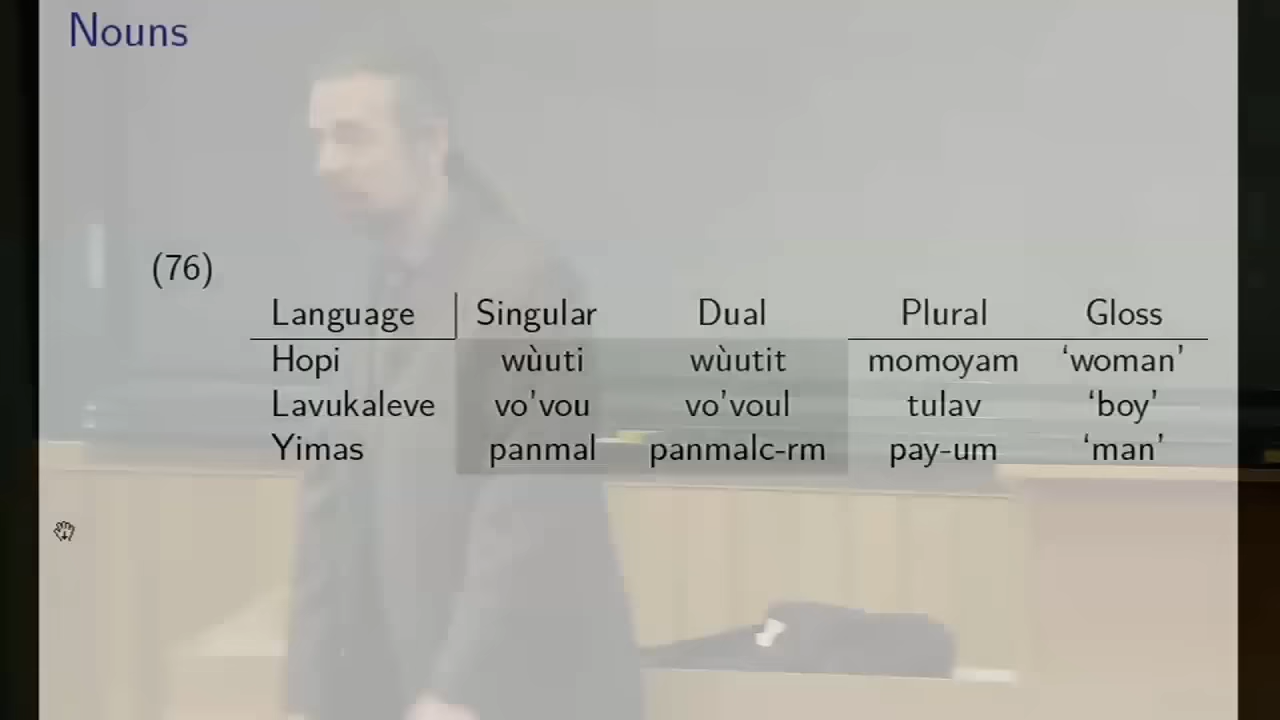 Nouns
(76)
Language Singular Dual Plural Gloss
Hopi wùuti wùutit momoyam ‘woman’
Lavukaleve vo’vou vo’voul tulav ‘boy’
Yimas panmal panmalc-rm pay-um ‘man’